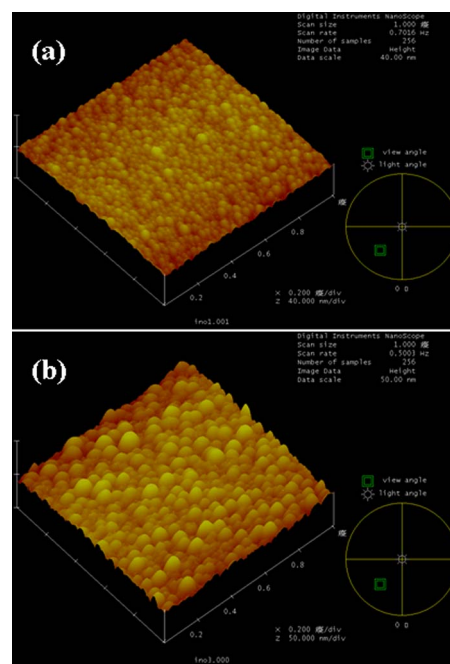 (a)
Digital Instruments NanoScope
Scan size 1.000 癉
Scan rate 0.7016 Hz
Number of samples 256
Image Data Height
Data scale 40.00 nm
view angle
light angle
0.2
0.4
0.6
0.8
X 0.200 /div
Z 40.000 nm/div
ino1.001
(b)
Digital Instruments NanoScope
Scan size 1.000
Scan rate 0.5003 Hz
Number of samples 256
Image Data Height
Data scale 50.00 nm
view angle
light angle
0.2
0.4
0.6
0.8
X 0.200 /div
Z 50.000 nm/div
ino3.000